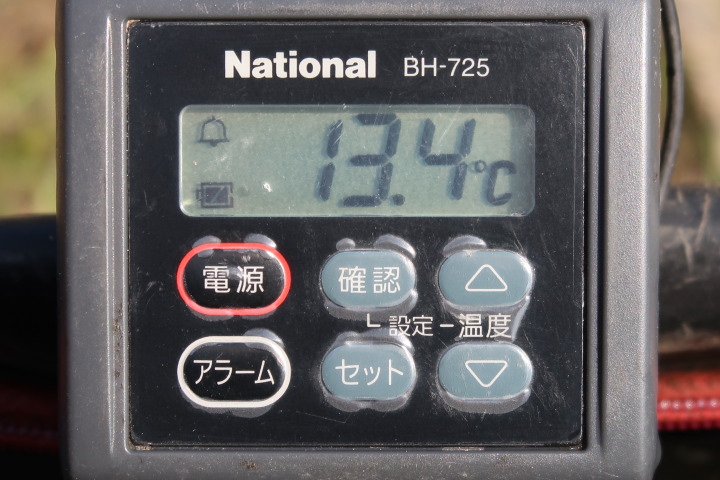 National BH-725
13.4℃
電源 確認 △
└ 設定 − 温度
アラーム セット ▽